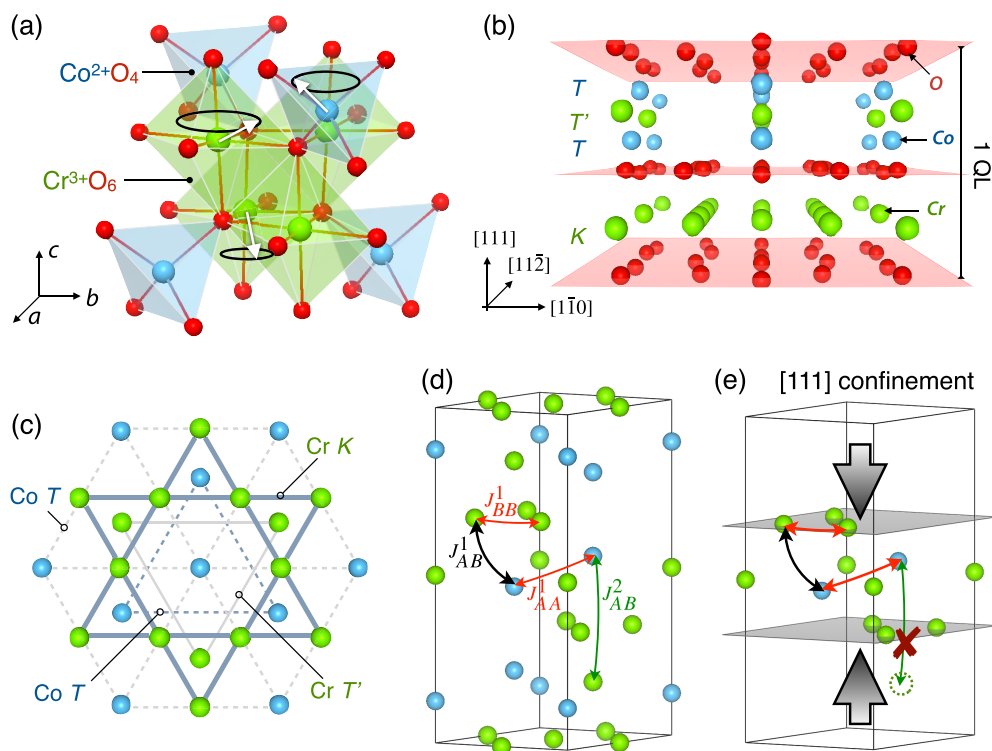 (a)
Co²⁺O₄
Cr³⁺O₆
c
b
a
(b)
T
T'
T
K
O
Co
Cr
1 QL
[111]
[112̄]
[11̄0]
(c)
Cr K
Co T
Co T
Cr T'
(d)
J¹BB
J¹AB
J¹AA
J²AB
(e) [111] confinement